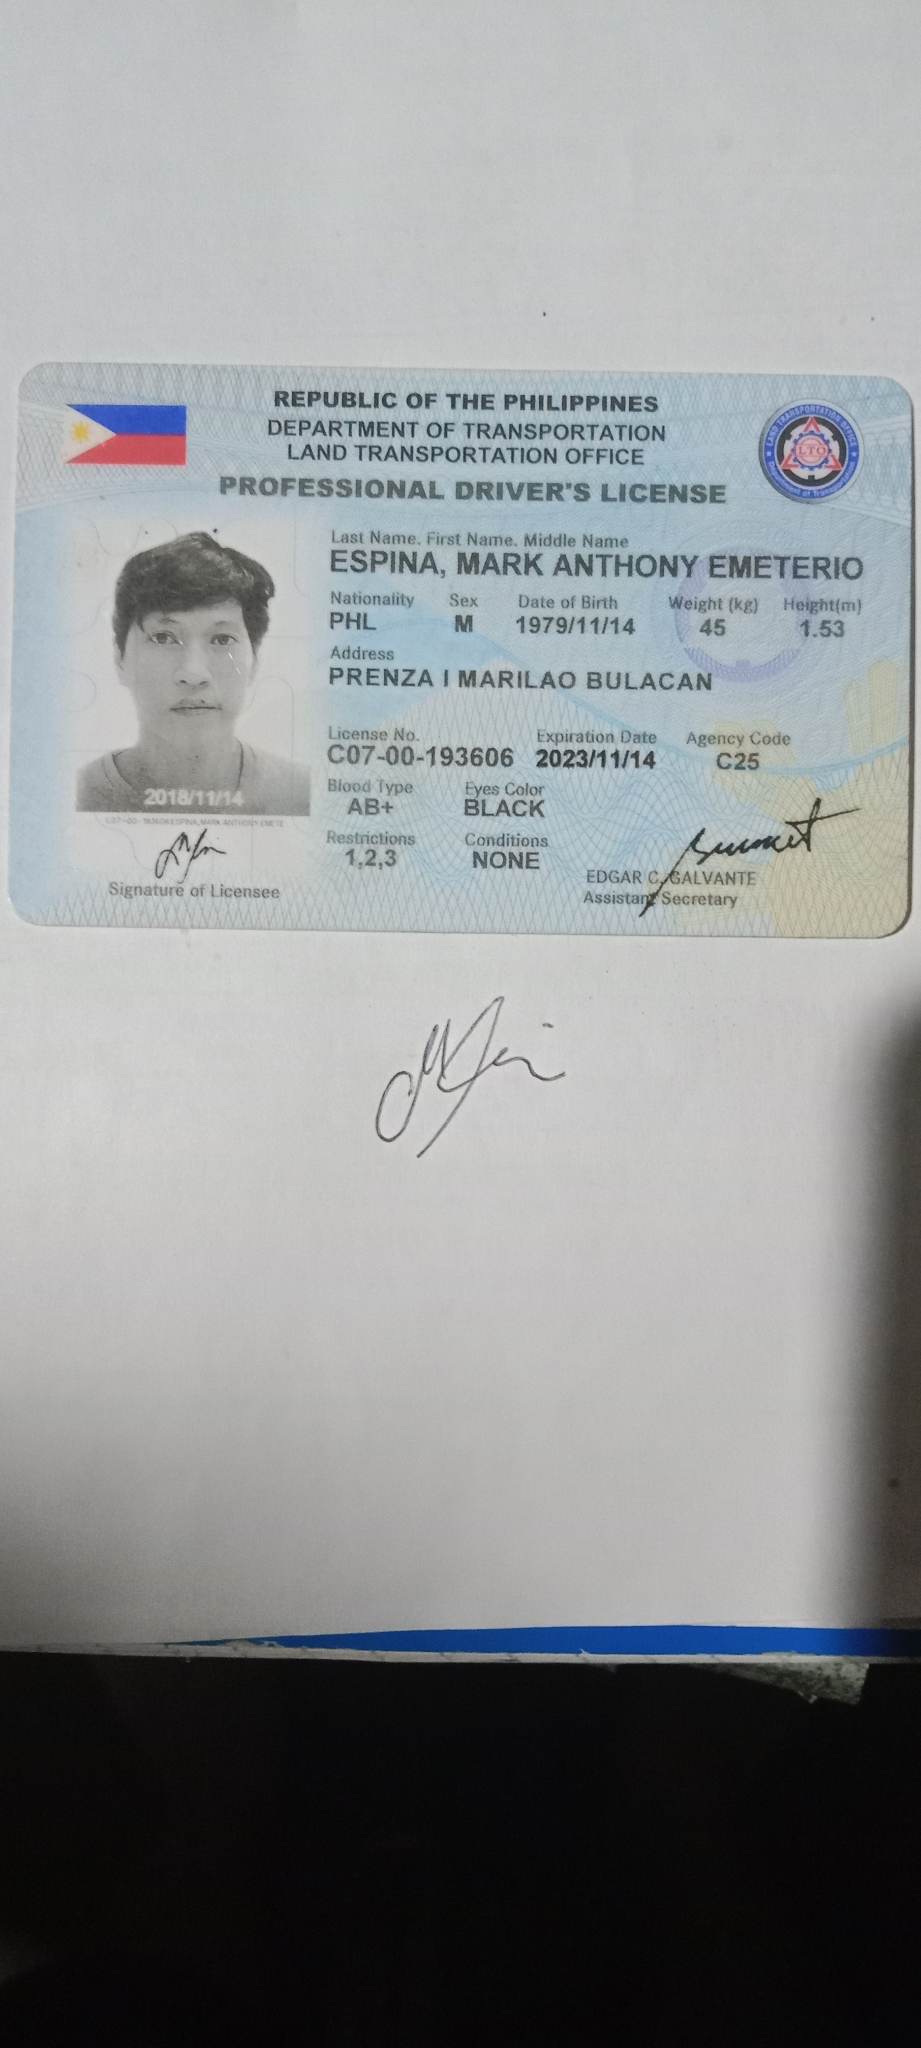 REPUBLIC OF THE PHILIPPINES
DEPARTMENT OF TRANSPORTATION
LAND TRANSPORTATION OFFICE
PROFESSIONAL DRIVER'S LICENSE
LAND TRANSPORTATION OFFICE
LTO
Department of Transportation
Last Name. First Name. Middle Name
ESPINA, MARK ANTHONY EMETERIO
Nationality Sex Date of Birth Weight (kg) Height(m)
PHL M 1979/11/14 45 1.53
Address
PRENZA I MARILAO BULACAN
License No. Expiration Date Agency Code
C07-00-193606 2023/11/14 C25
Blood Type Eyes Color
AB+ BLACK
Restrictions Conditions
1,2,3 NONE
2018/11/14
Signature of Licensee
EDGAR C. GALVANTE
Assistant Secretary